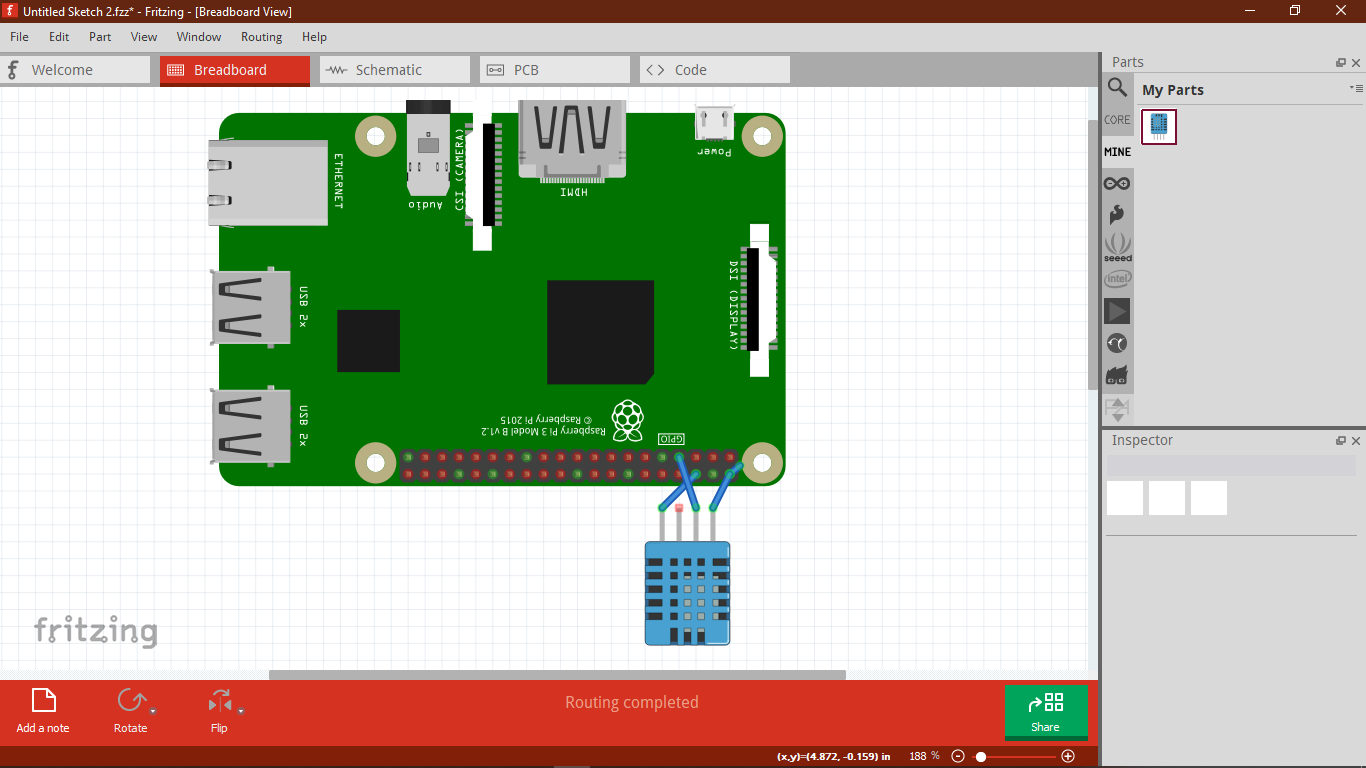 Untitled Sketch 2.fzz* - Fritzing - [Breadboard View]
File Edit Part View Window Routing Help
Welcome
Breadboard
Schematic
PCB
Code
Parts
My Parts
CORE
MINE
seeed
intel
ETHERNET
Audio
CSI (CAMERA)
HDMI
Power
USB 2x
DSI (DISPLAY)
USB 2x
Raspberry Pi 3 Model B v1.2
© Raspberry Pi 2015
GPIO
Inspector
fritzing
Add a note
Rotate
Flip
Routing completed
Share
(x,y)=(4.872, -0.159) in
188 %